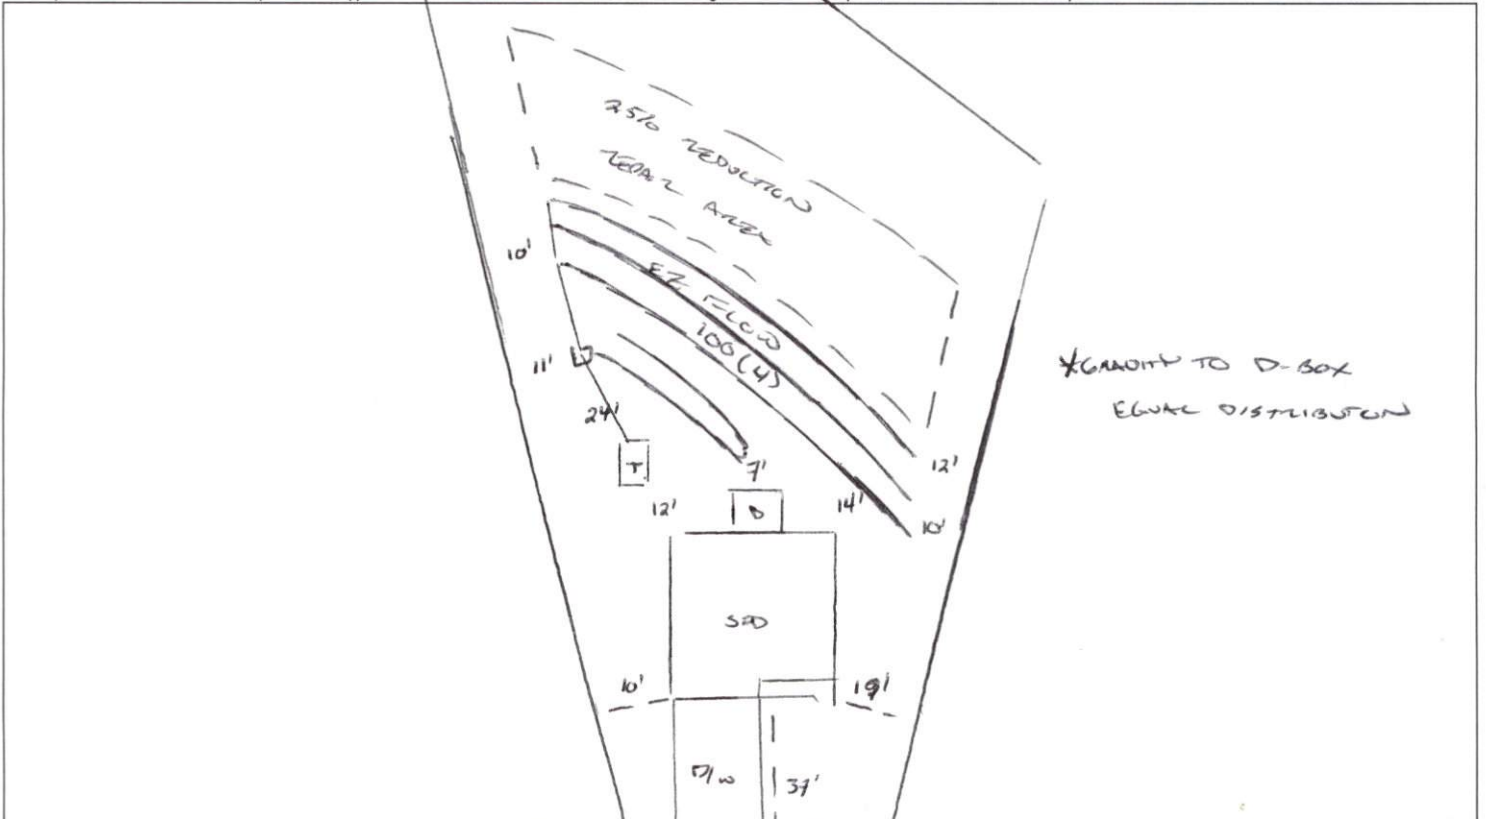 25% REDUCTION
REPAIR AREA
10'
EZ FLOW
100(4)
11'
*GRAVITY TO D-BOX
EQUAL DISTRIBUTION
24'
T
7'
12'
12'
14'
D
10'
SFD
10'
19'
D/W
37'